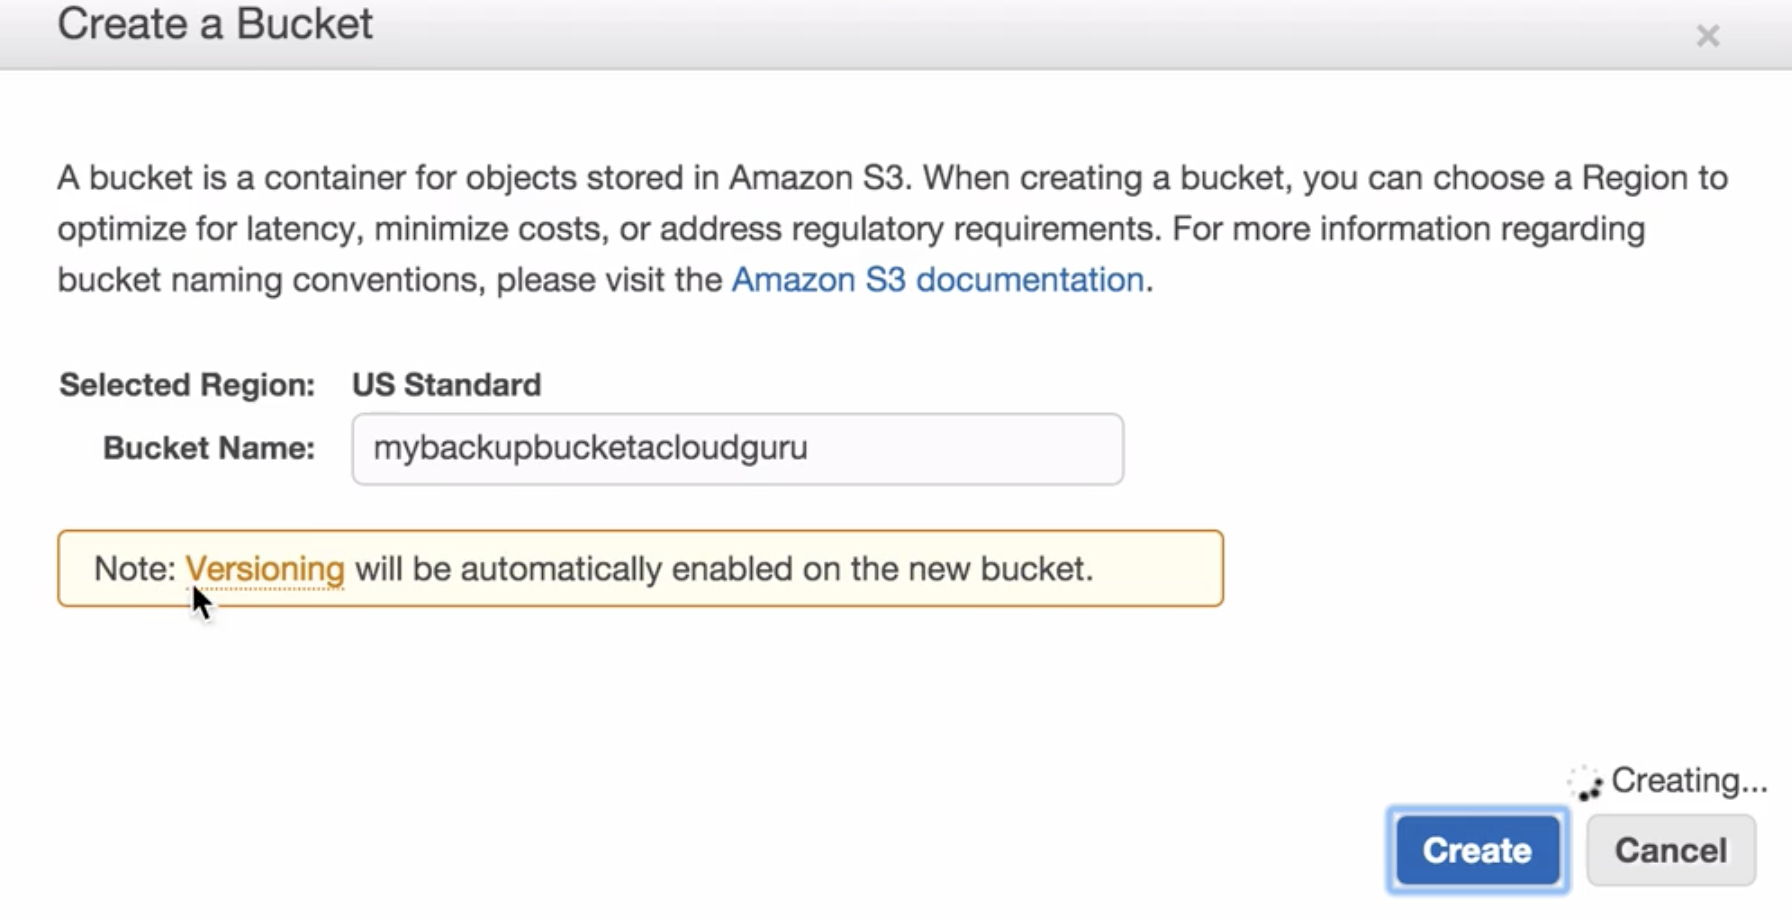 Create a Bucket
×
A bucket is a container for objects stored in Amazon S3. When creating a bucket, you can choose a Region to
optimize for latency, minimize costs, or address regulatory requirements. For more information regarding
bucket naming conventions, please visit the Amazon S3 documentation.
Selected Region: US Standard
Bucket Name: mybackupbucketacloudguru
Note: Versioning will be automatically enabled on the new bucket.
Creating...
Create Cancel